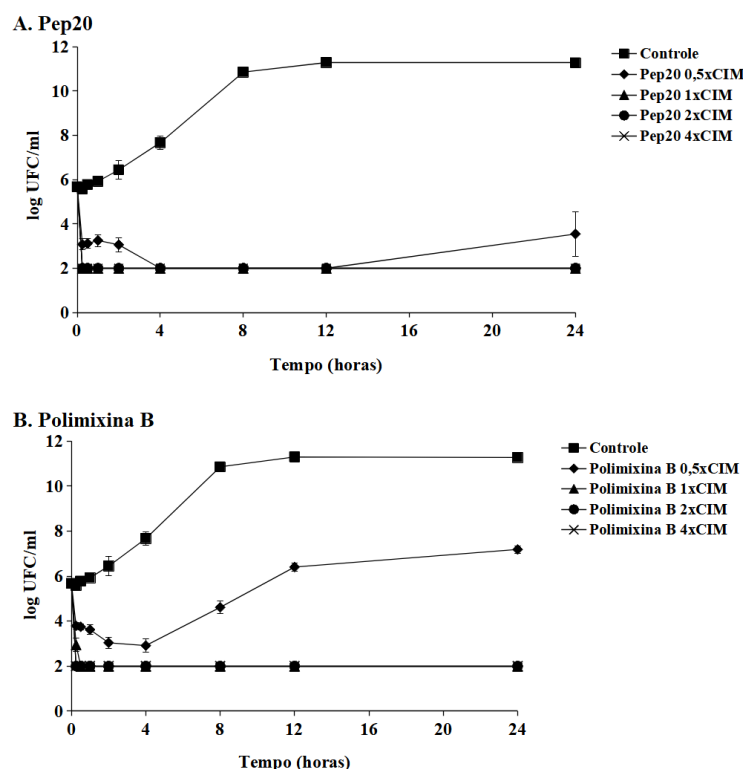 A. Pep20
12
10
8
6
4
2
0
log UFC/ml
0 4 8 12 16 20 24
Tempo (horas)
Controle
Pep20 0,5xCIM
Pep20 1xCIM
Pep20 2xCIM
Pep20 4xCIM
B. Polimixina B
12
10
8
6
4
2
0
log UFC/ml
0 4 8 12 16 20 24
Tempo (horas)
Controle
Polimixina B 0,5xCIM
Polimixina B 1xCIM
Polimixina B 2xCIM
Polimixina B 4xCIM